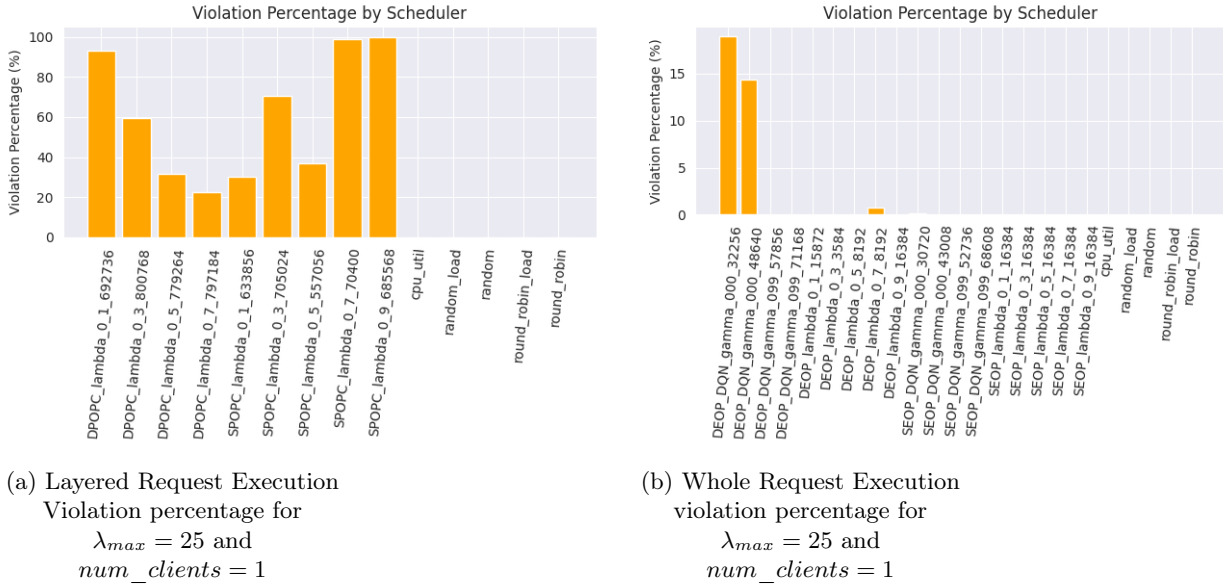 Violation Percentage by Scheduler
Violation Percentage (%)
100
80
60
40
20
0
DPOPC_lambda_0_1_692736
DPOPC_lambda_0_3_800768
DPOPC_lambda_0_5_779264
DPOPC_lambda_0_7_797184
SPOPC_lambda_0_1_633856
SPOPC_lambda_0_3_705024
SPOPC_lambda_0_5_557056
SPOPC_lambda_0_7_70400
SPOPC_lambda_0_9_685568
cpu_util
random_load
random
round_robin_load
round_robin
(a) Layered Request Execution
Violation percentage for
λmax = 25 and
num_clients = 1
Violation Percentage by Scheduler
Violation Percentage (%)
15
10
5
0
DEOP_DQN_gamma_000_32256
DEOP_DQN_gamma_000_48640
DEOP_DQN_gamma_099_57856
DEOP_DQN_gamma_099_71168
DEOP_lambda_0_1_15872
DEOP_lambda_0_3_3584
DEOP_lambda_0_5_8192
DEOP_lambda_0_7_8192
DEOP_lambda_0_9_16384
SEOP_DQN_gamma_000_30720
SEOP_DQN_gamma_000_43008
SEOP_DQN_gamma_099_52736
SEOP_DQN_gamma_099_68608
SEOP_lambda_0_1_16384
SEOP_lambda_0_3_16384
SEOP_lambda_0_5_16384
SEOP_lambda_0_7_16384
SEOP_lambda_0_9_16384
cpu_util
random_load
random
round_robin_load
round_robin
(b) Whole Request Execution
violation percentage for
λmax = 25 and
num_clients = 1